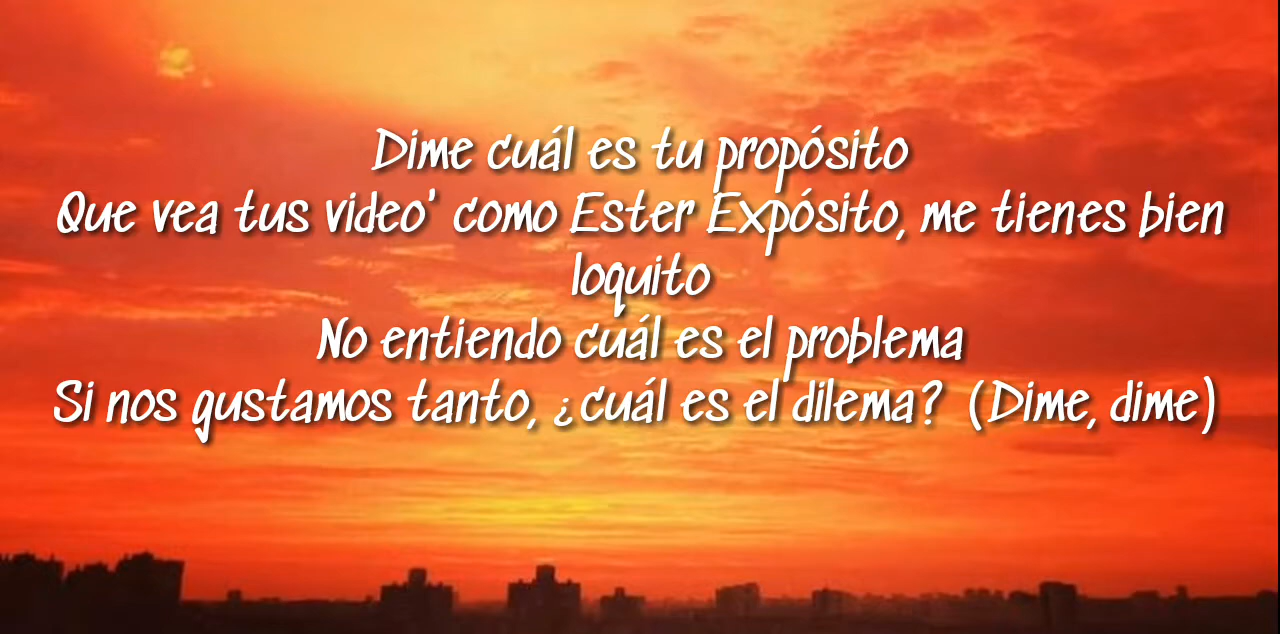 Dime cuál es tu propósito
Que vea tus video' como Ester Expósito, me tienes bien
loquito
No entiendo cuál es el problema
Si nos gustamos tanto, ¿cuál es el dilema? (Dime, dime)